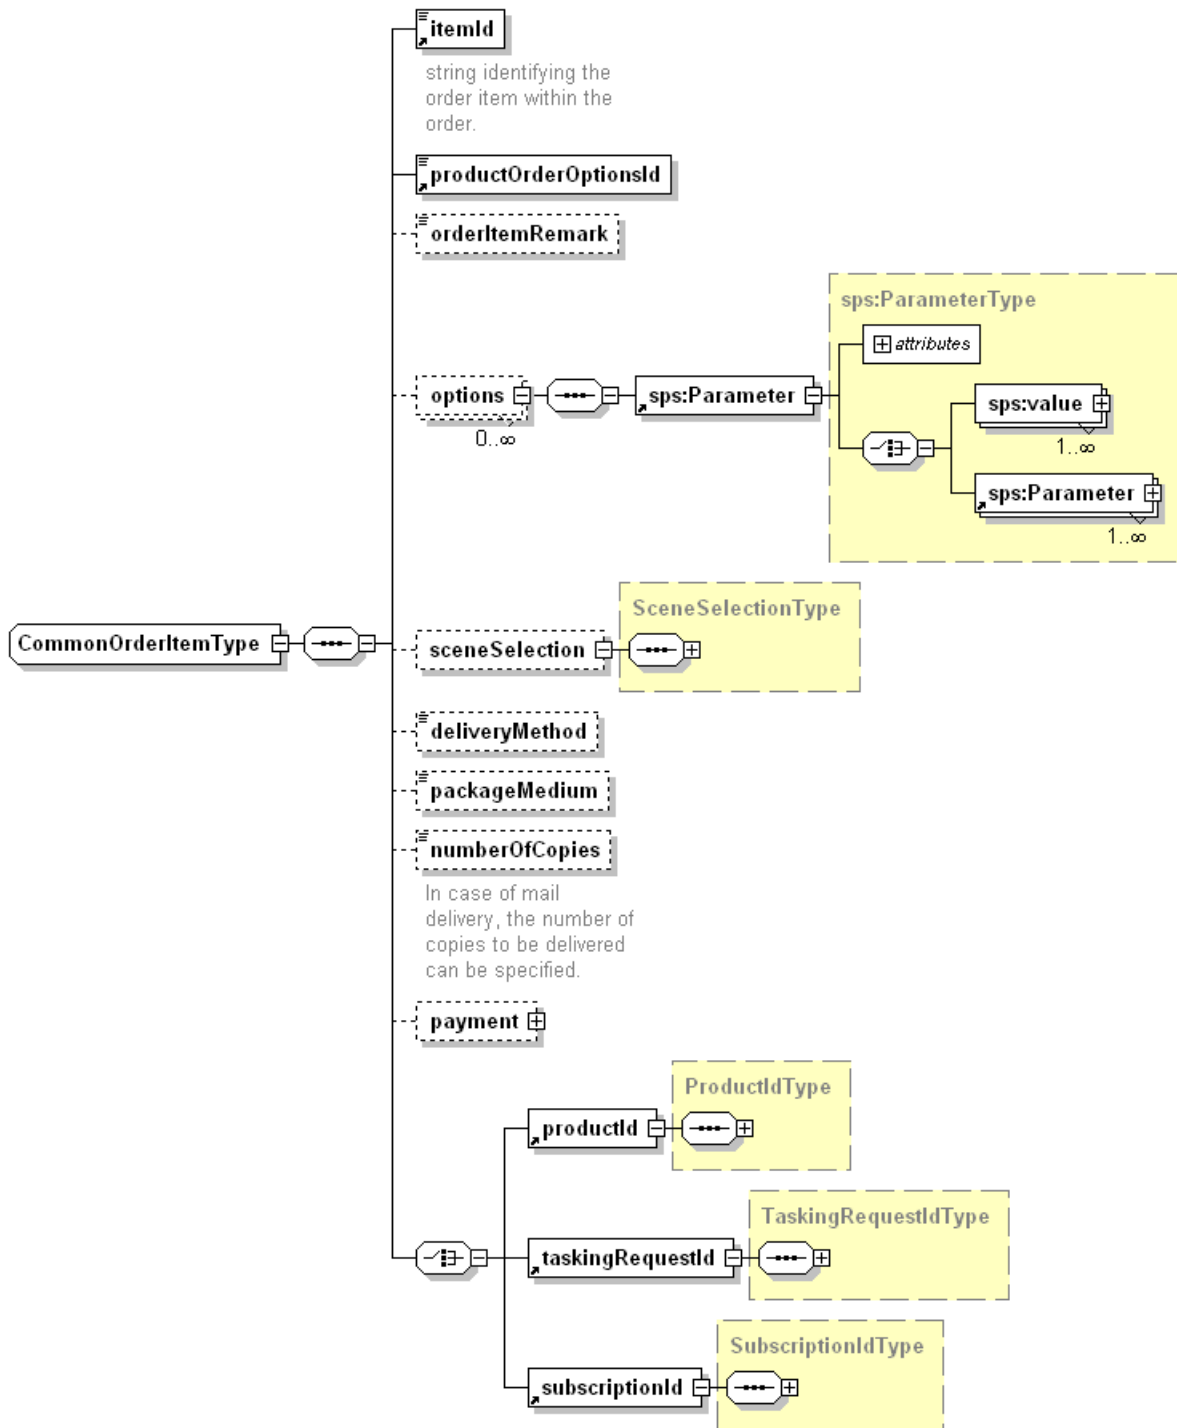 itemId
string identifying the
order item within the
order.
productOrderOptionsId
orderItemRemark
sps:ParameterType
attributes
options
0..∞
sps:Parameter
sps:value
1..∞
sps:Parameter
1..∞
CommonOrderItemType
SceneSelectionType
sceneSelection
deliveryMethod
packageMedium
numberOfCopies
In case of mail
delivery, the number of
copies to be delivered
can be specified.
payment
ProductIdType
productId
TaskingRequestIdType
taskingRequestId
SubscriptionIdType
subscriptionId